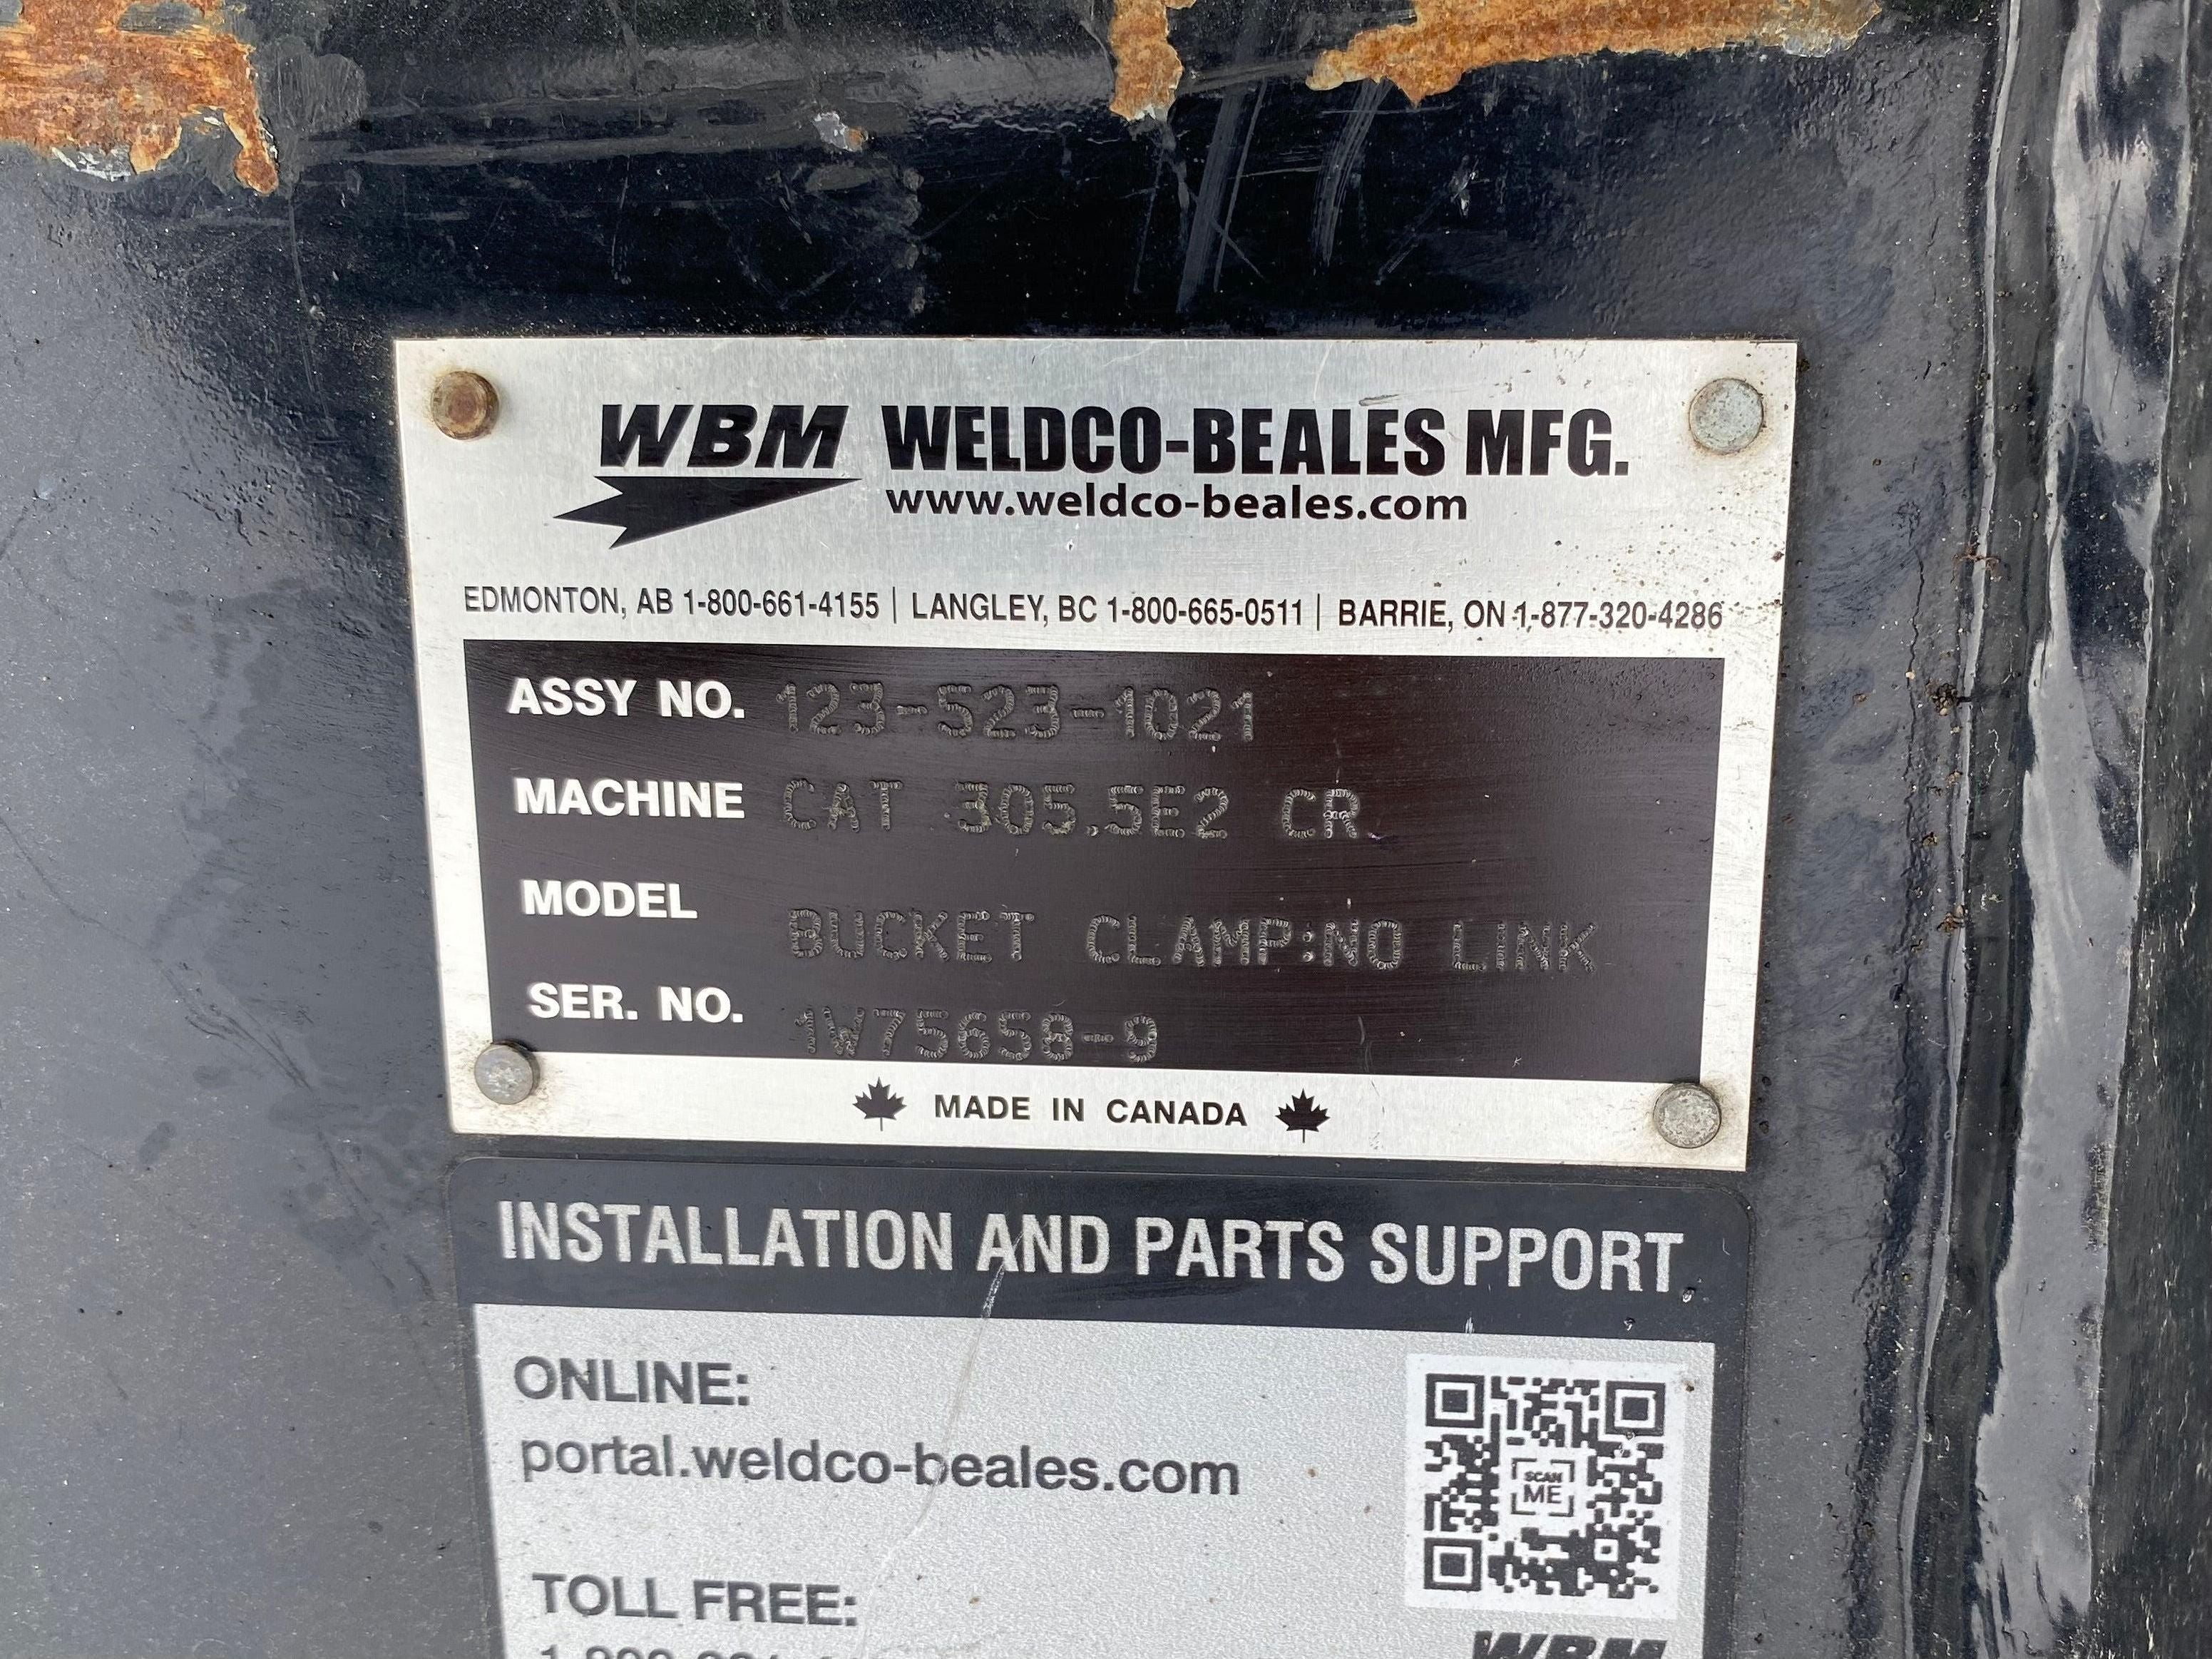 WBM WELDCO-BEALES MFG.
www.weldco-beales.com
EDMONTON, AB 1-800-661-4155 | LANGLEY, BC 1-800-665-0511 | BARRIE, ON 1-877-320-4286
ASSY NO. 123-523-1021
MACHINE CAT 305.5E2 CR
MODEL BUCKET CLAMP:NO LINK
SER. NO. 1W75658-9
MADE IN CANADA
INSTALLATION AND PARTS SUPPORT
ONLINE:
portal.weldco-beales.com
SCAN
ME
TOLL FREE:
WBM